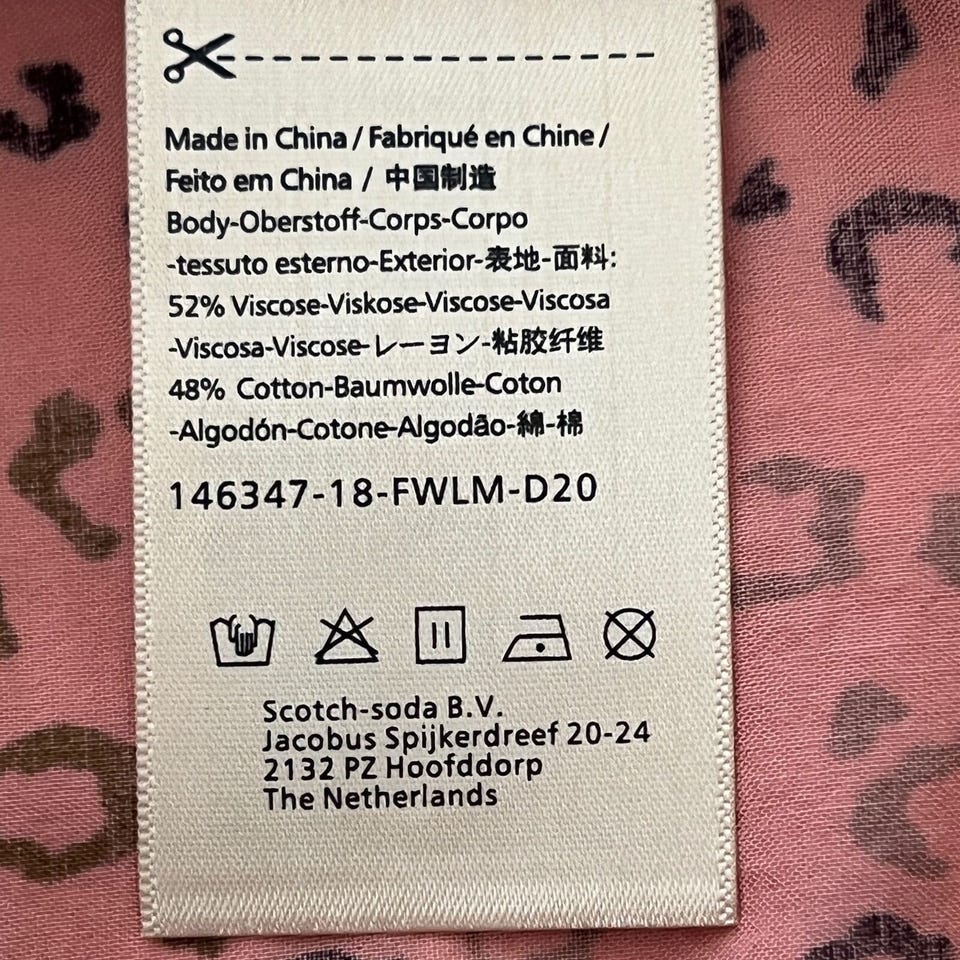 Made in China / Fabriqué en Chine /
Feito em China / 中国制造
Body-Oberstoff-Corps-Corpo
-tessuto esterno-Exterior-表地-面料:
52% Viscose-Viskose-Viscose-Viscosa
-Viscosa-Viscose-レーヨン-粘胶纤维
48% Cotton-Baumwolle-Coton
-Algodón-Cotone-Algodão-綿-棉
146347-18-FWLM-D20
Scotch-soda B.V.
Jacobus Spijkerdreef 20-24
2132 PZ Hoofddorp
The Netherlands